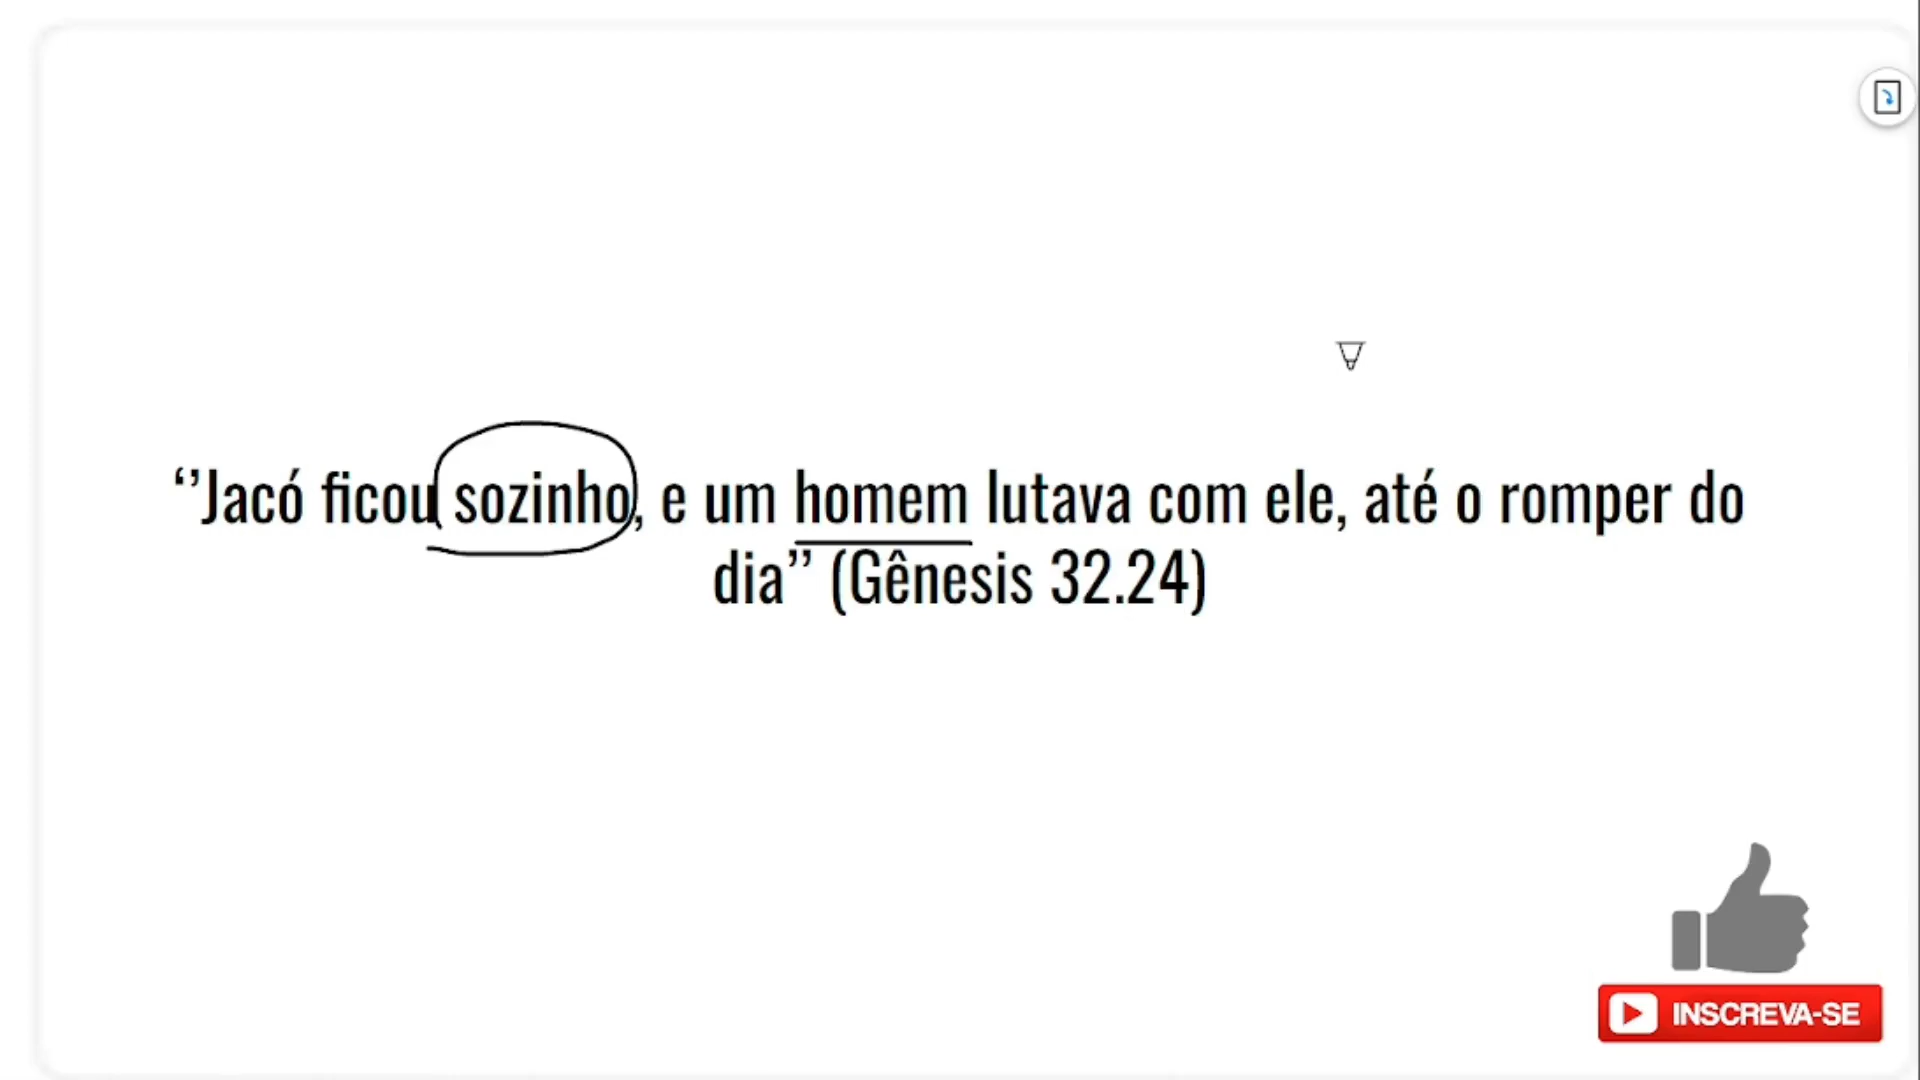 ‘’Jacó ficou sozinho, e um homem lutava com ele, até o romper do
dia’’ (Gênesis 32.24)
INSCREVA-SE